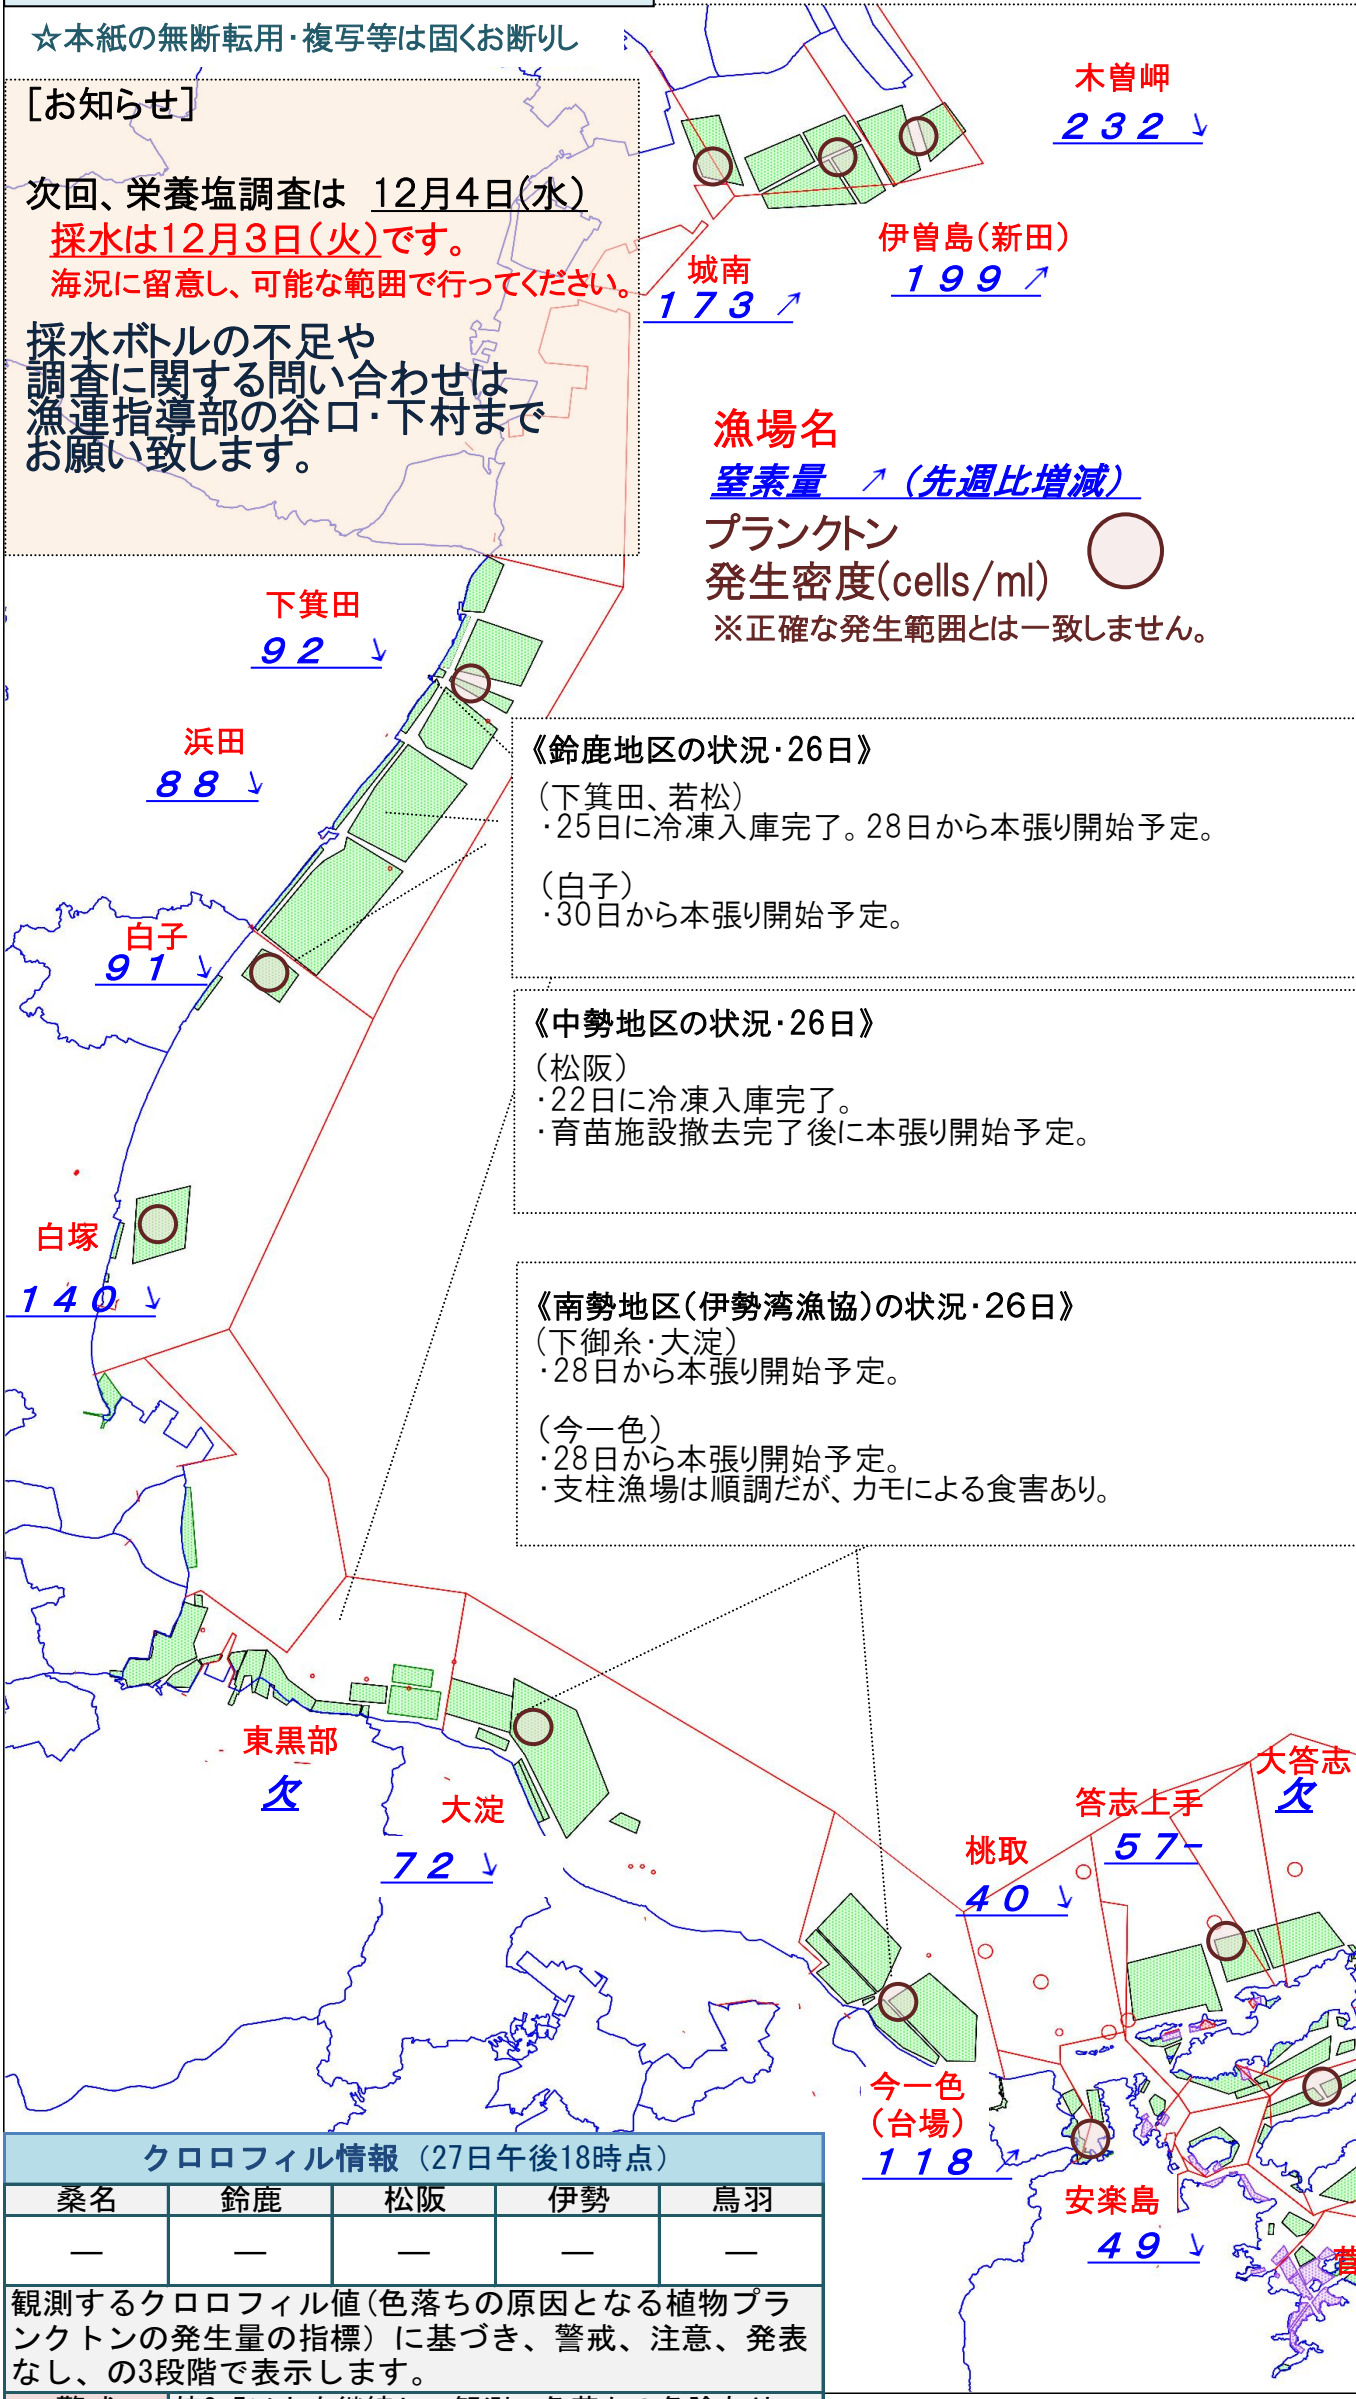 ☆本紙の無断転用・複写等は固くお断りし
[お知らせ]
次回、栄養塩調査は　12月4日(水)
採水は12月3日(火)です。
海況に留意し、可能な範囲で行ってください。
採水ボトルの不足や
調査に関する問い合わせは
漁連指導部の谷口・下村まで
お願い致します。
木曽岬
232 ↓
伊曽島(新田)
199 ↗
城南
173 ↗
漁場名
窒素量　↗(先週比増減)
プランクトン
発生密度(cells/ml)
※正確な発生範囲とは一致しません。
下箕田
92 ↓
浜田
88 ↓
白子
91 ↓
白塚
140 ↓
《鈴鹿地区の状況・26日》
(下箕田、若松)
・25日に冷凍入庫完了。28日から本張り開始予定。
(白子)
・30日から本張り開始予定。
《中勢地区の状況・26日》
(松阪)
・22日に冷凍入庫完了。
・育苗施設撤去完了後に本張り開始予定。
《南勢地区(伊勢湾漁協)の状況・26日》
(下御糸・大淀)
・28日から本張り開始予定。
(今一色)
・28日から本張り開始予定。
・支柱漁場は順調だが、カモによる食害あり。
東黒部
欠
大淀
72 ↓
大答志
欠
答志上手
57-
桃取
40 ↓
今一色
(台場)
118 ↗
安楽島
49 ↓
クロロフィル情報 (27日午後18時点)
桑名 鈴鹿 松阪 伊勢 鳥羽
― ― ― ― ―
観測するクロロフィル値(色落ちの原因となる植物プラ
ンクトンの発生量の指標) に基づき、警戒、注意、発表
なし、の3段階で表示します。